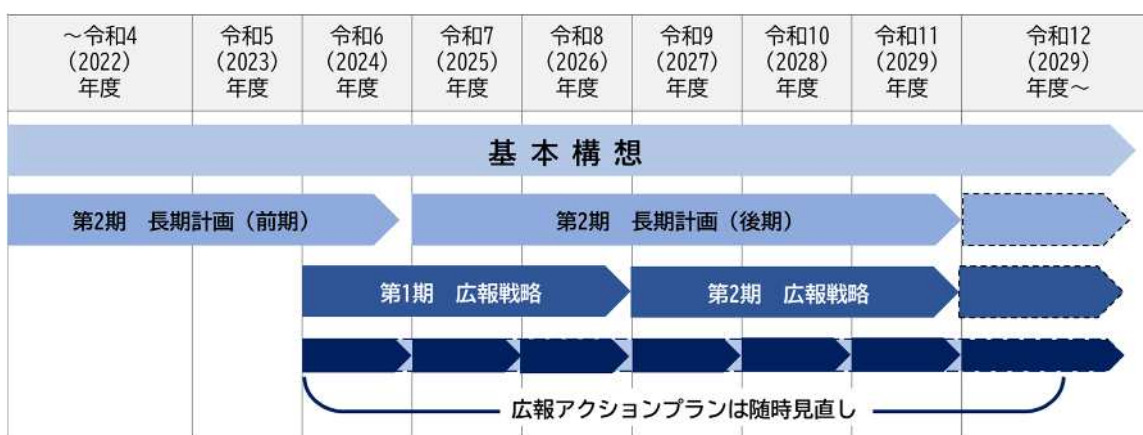 ～令和4
(2022)
年度
令和5
(2023)
年度
令和6
(2024)
年度
令和7
(2025)
年度
令和8
(2026)
年度
令和9
(2027)
年度
令和10
(2028)
年度
令和11
(2029)
年度
令和12
(2029)
年度～
基本構想
第2期　長期計画（前期）
第2期　長期計画（後期）
第1期　広報戦略
第2期　広報戦略
広報アクションプランは随時見直し